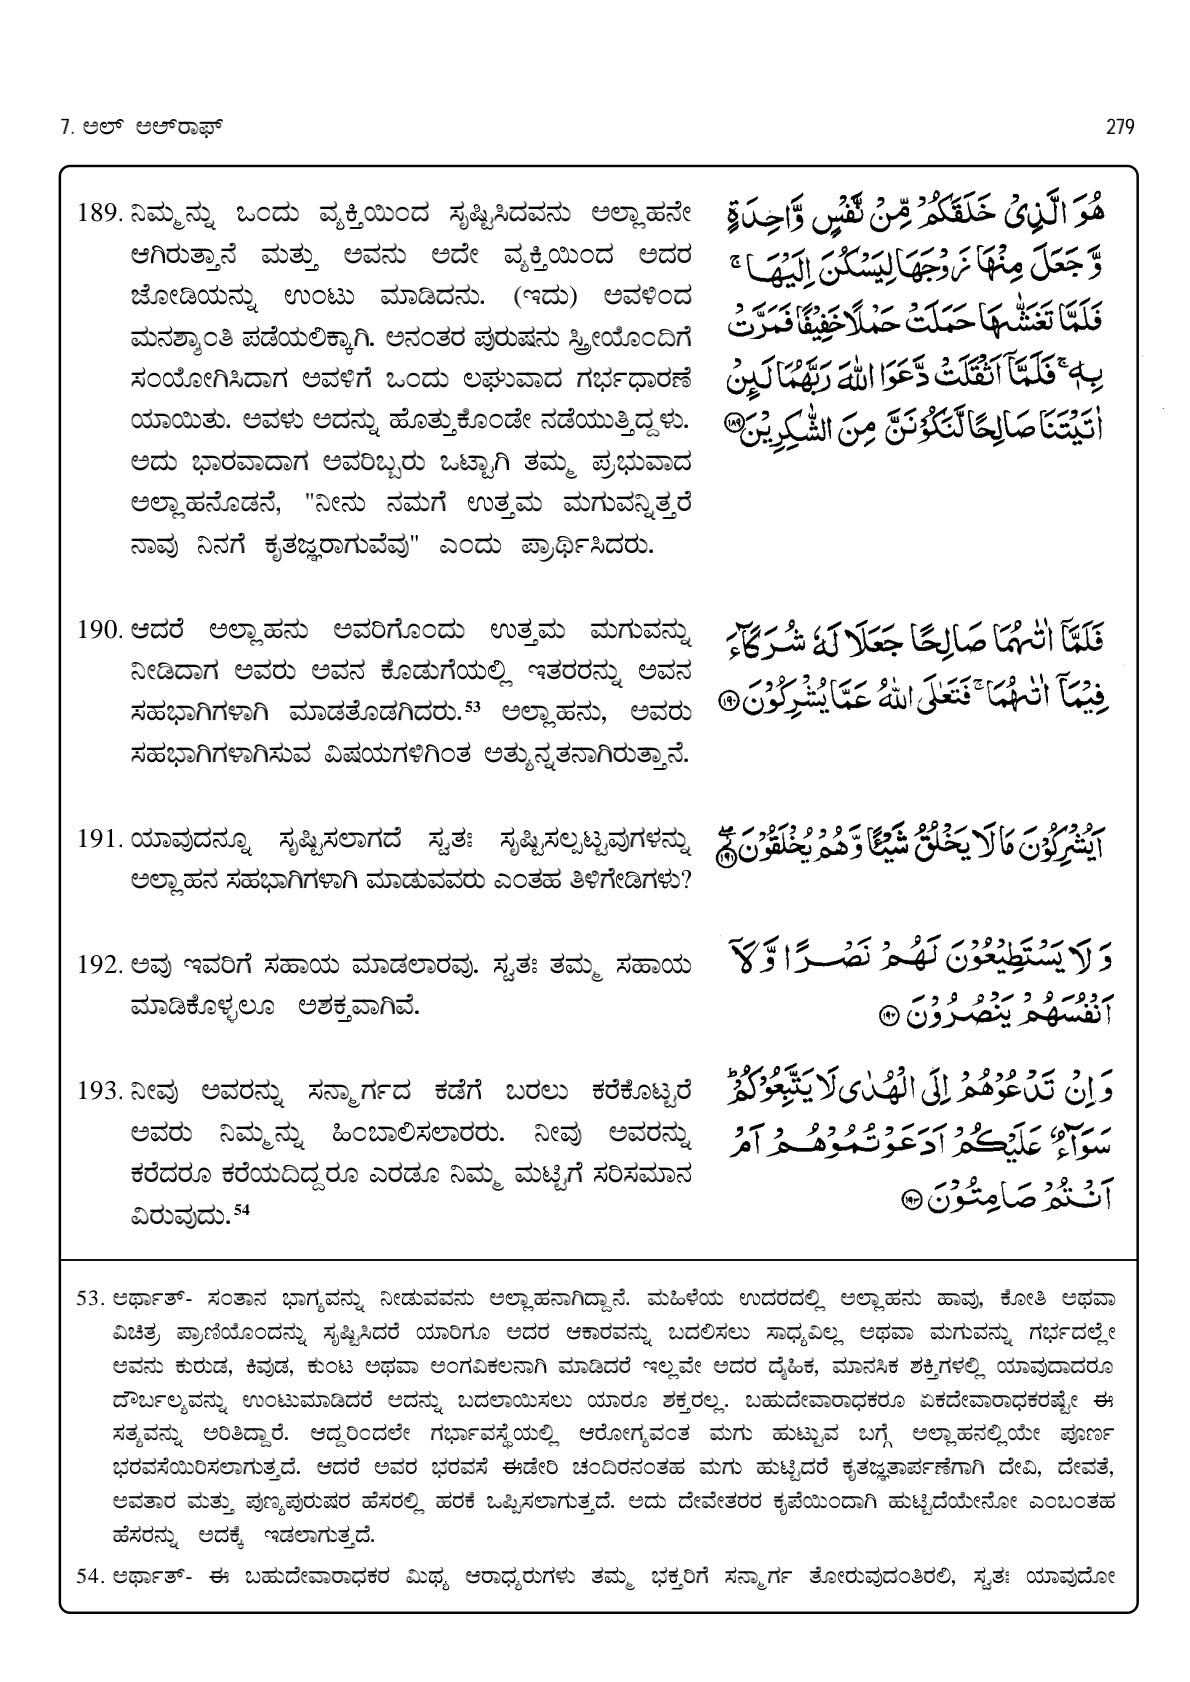 7. ಅಲ್ ಆಅ್‌ರಾಫ್ 279
189. ನಿಮ್ಮನ್ನು ಒಂದು ವ್ಯಕ್ತಿಯಿಂದ ಸೃಷ್ಟಿಸಿದವನು ಅಲ್ಲಾಹನೇ
ಆಗಿರುತ್ತಾನೆ ಮತ್ತು ಅವನು ಅದೇ ವ್ಯಕ್ತಿಯಿಂದ ಅದರ
ಜೋಡಿಯನ್ನು ಉಂಟು ಮಾಡಿದನು. (ಇದು) ಅವಳಿಂದ
ಮನಶ್ಶಾಂತಿ ಪಡೆಯಲಿಕ್ಕಾಗಿ. ಅನಂತರ ಪುರುಷನು ಸ್ತ್ರೀಯೊಂದಿಗೆ
ಸಂಯೋಗಿಸಿದಾಗ ಅವಳಿಗೆ ಒಂದು ಲಘುವಾದ ಗರ್ಭಧಾರಣೆ
ಯಾಯಿತು. ಅವಳು ಅದನ್ನು ಹೊತ್ತುಕೊಂಡೇ ನಡೆಯುತ್ತಿದ್ದಳು.
ಅದು ಭಾರವಾದಾಗ ಅವರಿಬ್ಬರು ಒಟ್ಟಾಗಿ ತಮ್ಮ ಪ್ರಭುವಾದ
ಅಲ್ಲಾಹನೊಡನೆ, "ನೀನು ನಮಗೆ ಉತ್ತಮ ಮಗುವನ್ನಿತ್ತರೆ
ನಾವು ನಿನಗೆ ಕೃತಜ್ಞರಾಗುವೆವು" ಎಂದು ಪ್ರಾರ್ಥಿಸಿದರು.
هُوَ الَّذِیْ خَلَقَكُمْ مِّنْ نَّفْسٍ وَّاحِدَةٍ
وَّجَعَلَ مِنْهَا زَوْجَهَا لِیَسْكُنَ اِلَیْهَا ۚ
فَلَمَّا تَغَشّٰىهَا حَمَلَتْ حَمْلًا خَفِیْفًا فَمَرَّتْ
بِهٖ ۚ فَلَمَّاۤ اَثْقَلَتْ دَّعَوَا اللّٰهَ رَبَّهُمَا لَىِٕنْ
اٰتَیْتَنَا صَالِحًا لَّنَكُوْنَنَّ مِنَ الشّٰكِرِیْنَ ۝۱۸۹
190. ಆದರೆ ಅಲ್ಲಾಹನು ಅವರಿಗೊಂದು ಉತ್ತಮ ಮಗುವನ್ನು
ನೀಡಿದಾಗ ಅವರು ಅವನ ಕೊಡುಗೆಯಲ್ಲಿ ಇತರರನ್ನು ಅವನ
ಸಹಭಾಗಿಗಳಾಗಿ ಮಾಡತೊಡಗಿದರು.53 ಅಲ್ಲಾಹನು, ಅವರು
ಸಹಭಾಗಿಗಳಾಗಿಸುವ ವಿಷಯಗಳಿಗಿಂತ ಅತ್ಯುನ್ನತನಾಗಿರುತ್ತಾನೆ.
فَلَمَّاۤ اٰتٰىهُمَا صَالِحًا جَعَلَا لَهٗ شُرَكَآءَ
فِیْمَاۤ اٰتٰىهُمَا ۚ فَتَعٰلَی اللّٰهُ عَمَّا یُشْرِكُوْنَ ۝۱۹۰
191. ಯಾವುದನ್ನೂ ಸೃಷ್ಟಿಸಲಾಗದೆ ಸ್ವತಃ ಸೃಷ್ಟಿಸಲ್ಪಟ್ಟವುಗಳನ್ನು
ಅಲ್ಲಾಹನ ಸಹಭಾಗಿಗಳಾಗಿ ಮಾಡುವವರು ಎಂತಹ ತಿಳಿಗೇಡಿಗಳು?
اَیُشْرِكُوْنَ مَا لَا یَخْلُقُ شَیْـًٔا وَّهُمْ یُخْلَقُوْنَ ۝۱۹۱
192. ಅವು ಇವರಿಗೆ ಸಹಾಯ ಮಾಡಲಾರವು. ಸ್ವತಃ ತಮ್ಮ ಸಹಾಯ
ಮಾಡಿಕೊಳ್ಳಲೂ ಅಶಕ್ತವಾಗಿವೆ.
وَلَا یَسْتَطِیْعُوْنَ لَهُمْ نَصْرًا وَّلَاۤ
اَنْفُسَهُمْ یَنْصُرُوْنَ ۝۱۹۲
193. ನೀವು ಅವರನ್ನು ಸನ್ಮಾರ್ಗದ ಕಡೆಗೆ ಬರಲು ಕರೆಕೊಟ್ಟರೆ
ಅವರು ನಿಮ್ಮನ್ನು ಹಿಂಬಾಲಿಸಲಾರರು. ನೀವು ಅವರನ್ನು
ಕರೆದರೂ ಕರೆಯದಿದ್ದರೂ ಎರಡೂ ನಿಮ್ಮ ಮಟ್ಟಿಗೆ ಸರಿಸಮಾನ
ವಿರುವುದು.54
وَاِنْ تَدْعُوْهُمْ اِلَی الْهُدٰی لَا یَتَّبِعُوْكُمْ ؕ
سَوَآءٌ عَلَیْكُمْ اَدَعَوْتُمُوْهُمْ اَمْ
اَنْتُمْ صَامِتُوْنَ ۝۱۹۳
53. ಅರ್ಥಾತ್- ಸಂತಾನ ಭಾಗ್ಯವನ್ನು ನೀಡುವವನು ಅಲ್ಲಾಹನಾಗಿದ್ದಾನೆ. ಮಹಿಳೆಯ ಉದರದಲ್ಲಿ ಅಲ್ಲಾಹನು ಹಾವು, ಕೋತಿ ಅಥವಾ
ವಿಚಿತ್ರ ಪ್ರಾಣಿಯೊಂದನ್ನು ಸೃಷ್ಟಿಸಿದರೆ ಯಾರಿಗೂ ಅದರ ಆಕಾರವನ್ನು ಬದಲಿಸಲು ಸಾಧ್ಯವಿಲ್ಲ ಅಥವಾ ಮಗುವನ್ನು ಗರ್ಭದಲ್ಲೇ
ಅವನು ಕುರುಡ, ಕಿವುಡ, ಕುಂಟ ಅಥವಾ ಅಂಗವಿಕಲನಾಗಿ ಮಾಡಿದರೆ ಇಲ್ಲವೇ ಅದರ ದೈಹಿಕ, ಮಾನಸಿಕ ಶಕ್ತಿಗಳಲ್ಲಿ ಯಾವುದಾದರೂ
ದೌರ್ಬಲ್ಯವನ್ನು ಉಂಟುಮಾಡಿದರೆ ಅದನ್ನು ಬದಲಾಯಿಸಲು ಯಾರೂ ಶಕ್ತರಲ್ಲ. ಬಹುದೇವಾರಾಧಕರೂ ಏಕದೇವಾರಾಧಕರಷ್ಟೇ ಈ
ಸತ್ಯವನ್ನು ಅರಿತಿದ್ದಾರೆ. ಆದ್ದರಿಂದಲೇ ಗರ್ಭಾವಸ್ಥೆಯಲ್ಲಿ ಆರೋಗ್ಯವಂತ ಮಗು ಹುಟ್ಟುವ ಬಗ್ಗೆ ಅಲ್ಲಾಹನಲ್ಲಿಯೇ ಪೂರ್ಣ
ಭರವಸೆಯಿರಿಸಲಾಗುತ್ತದೆ. ಆದರೆ ಅವರ ಭರವಸೆ ಈಡೇರಿ ಚಂದಿರನಂತಹ ಮಗು ಹುಟ್ಟಿದರೆ ಕೃತಜ್ಞತಾರ್ಪಣೆಗಾಗಿ ದೇವಿ, ದೇವತೆ,
ಅವತಾರ ಮತ್ತು ಪುಣ್ಯಪುರುಷರ ಹೆಸರಲ್ಲಿ ಹರಕೆ ಒಪ್ಪಿಸಲಾಗುತ್ತದೆ. ಅದು ದೇವೇತರರ ಕೃಪೆಯಿಂದಾಗಿ ಹುಟ್ಟಿದೆಯೇನೋ ಎಂಬಂತಹ
ಹೆಸರನ್ನು ಅದಕ್ಕೆ ಇಡಲಾಗುತ್ತದೆ.
54. ಅರ್ಥಾತ್- ಈ ಬಹುದೇವಾರಾಧಕರ ಮಿಥ್ಯ ಆರಾಧ್ಯರುಗಳು ತಮ್ಮ ಭಕ್ತರಿಗೆ ಸನ್ಮಾರ್ಗ ತೋರುವುದಂತಿರಲಿ, ಸ್ವತಃ ಯಾವುದೋ